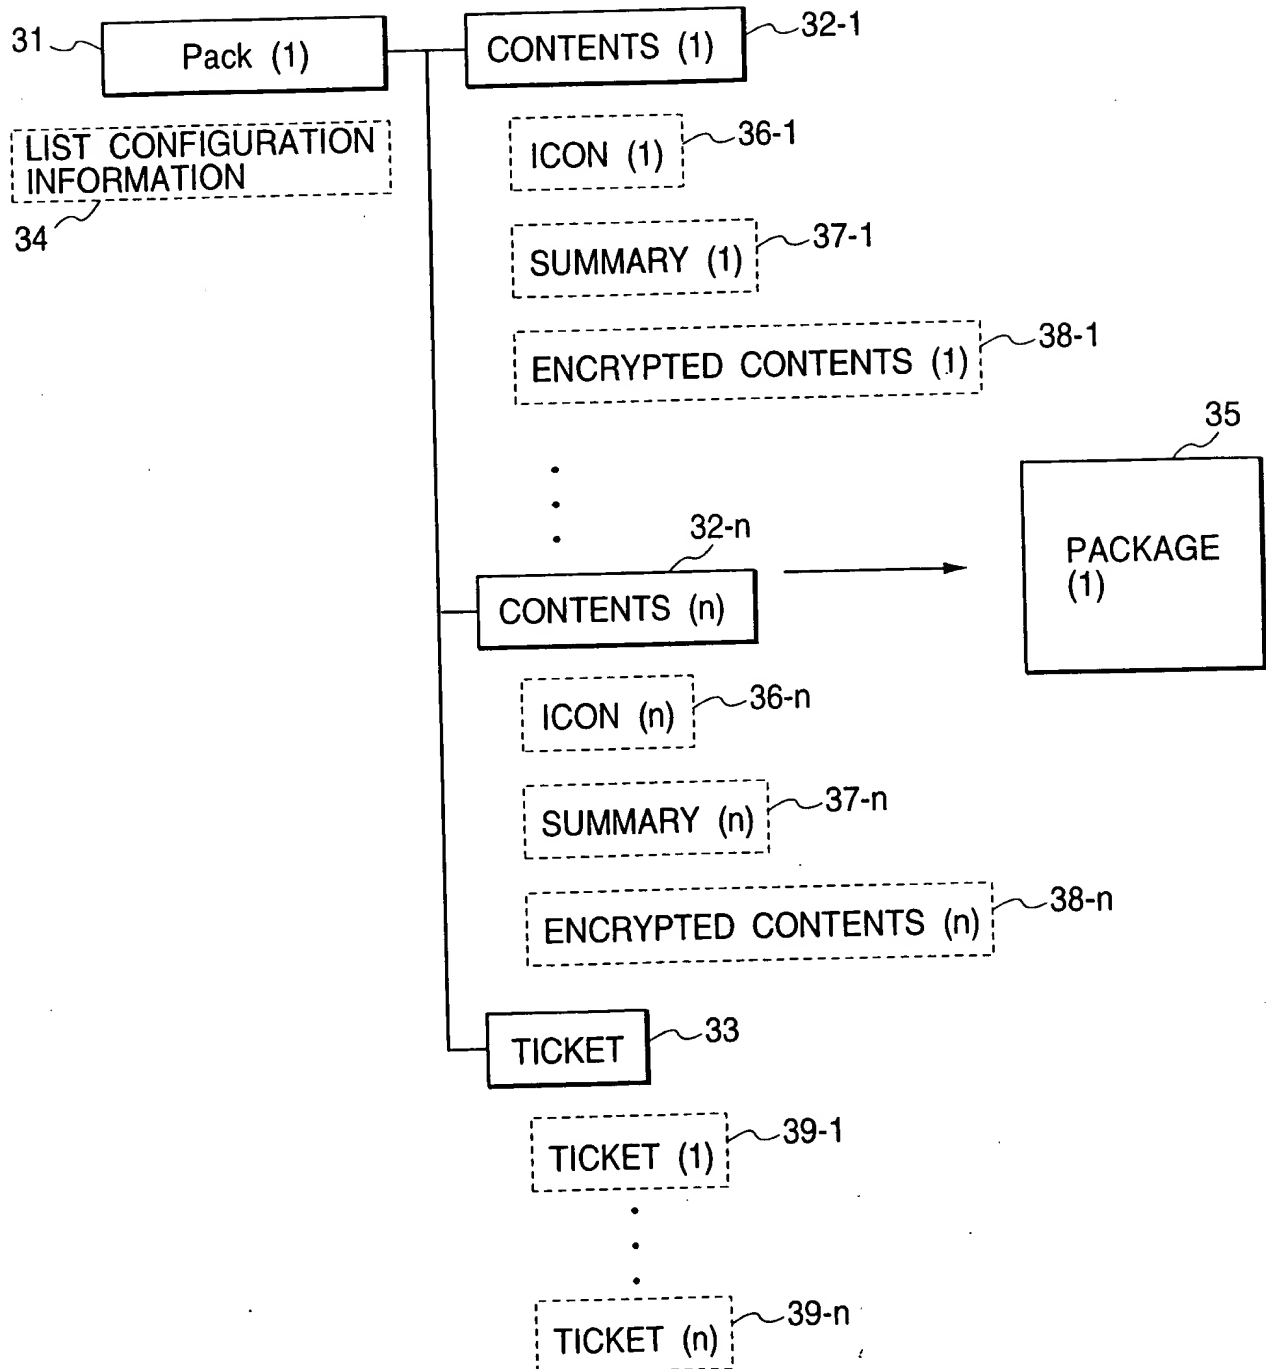 31
Pack (1)
CONTENTS (1)
32-1
LIST CONFIGURATION
INFORMATION
34
ICON (1)
36-1
SUMMARY (1)
37-1
ENCRYPTED CONTENTS (1)
38-1
35
PACKAGE
(1)
32-n
CONTENTS (n)
ICON (n)
36-n
SUMMARY (n)
37-n
ENCRYPTED CONTENTS (n)
38-n
TICKET
33
TICKET (1)
39-1
TICKET (n)
39-n